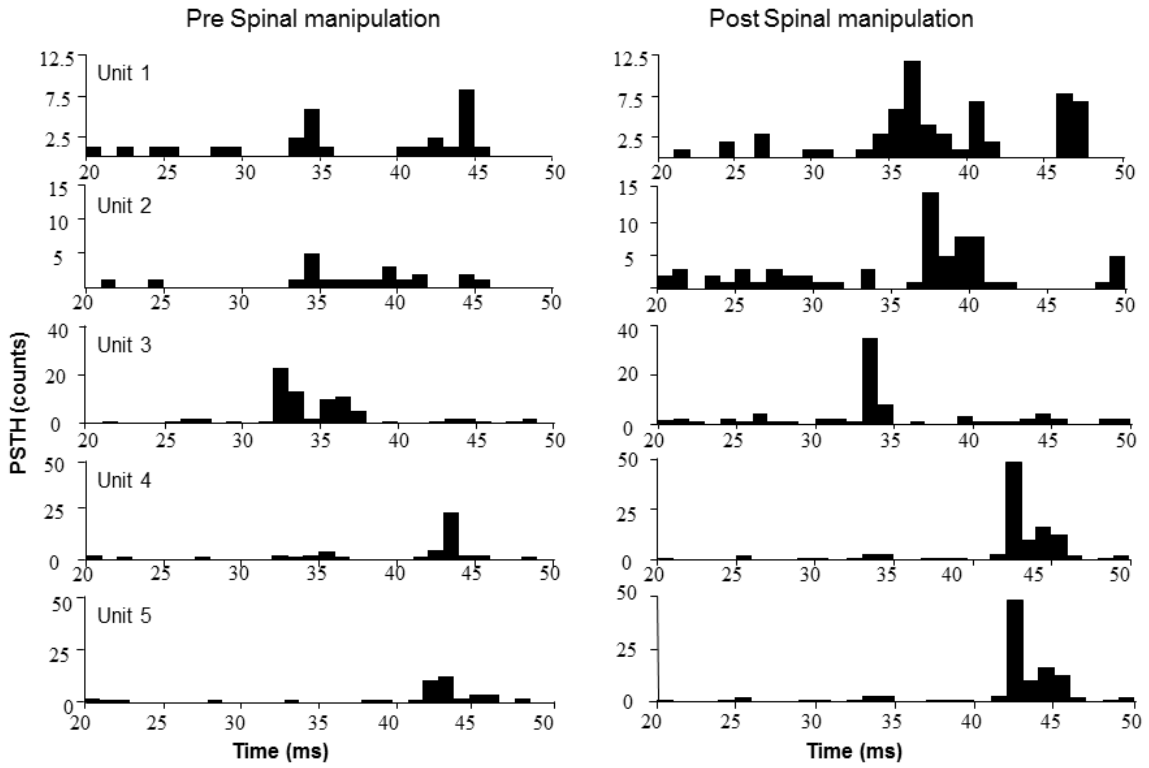 Pre Spinal manipulation
Post Spinal manipulation
Unit 1
12.5
7.5
2.5
20 25 30 35 40 45 50
12.5
7.5
2.5
20 25 30 35 40 45 50
Unit 2
15
10
5
20 25 30 35 40 45 50
15
10
5
20 25 30 35 40 45 50
PSTH (counts)
Unit 3
40
20
0
20 25 30 35 40 45 50
40
20
0
20 25 30 35 40 45 50
Unit 4
50
25
0
20 25 30 35 40 45 50
50
25
0
20 25 30 35 40 45 50
Unit 5
50
25
0
20 25 30 35 40 45 50
50
25
0
20 25 30 35 40 45 50
Time (ms)
Time (ms)